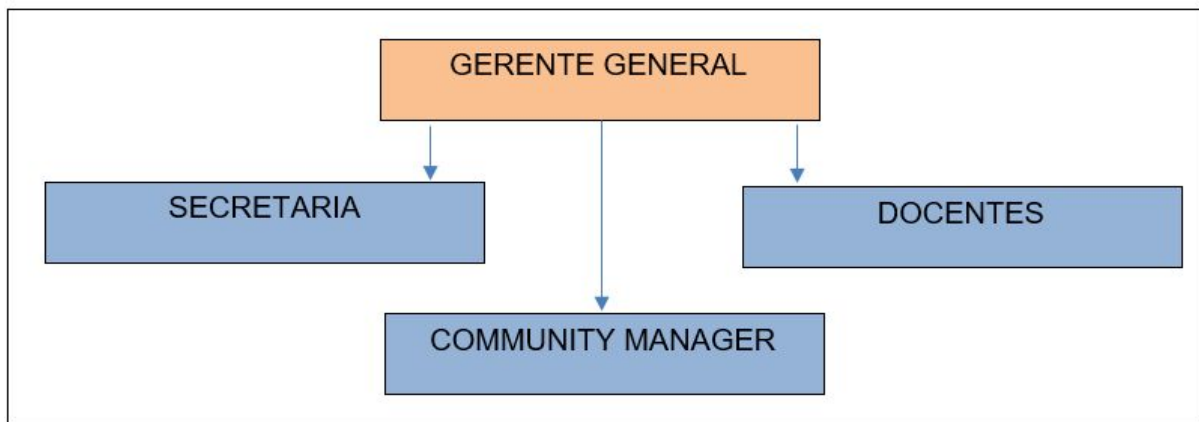 GERENTE GENERAL
SECRETARIA
DOCENTES
COMMUNITY MANAGER